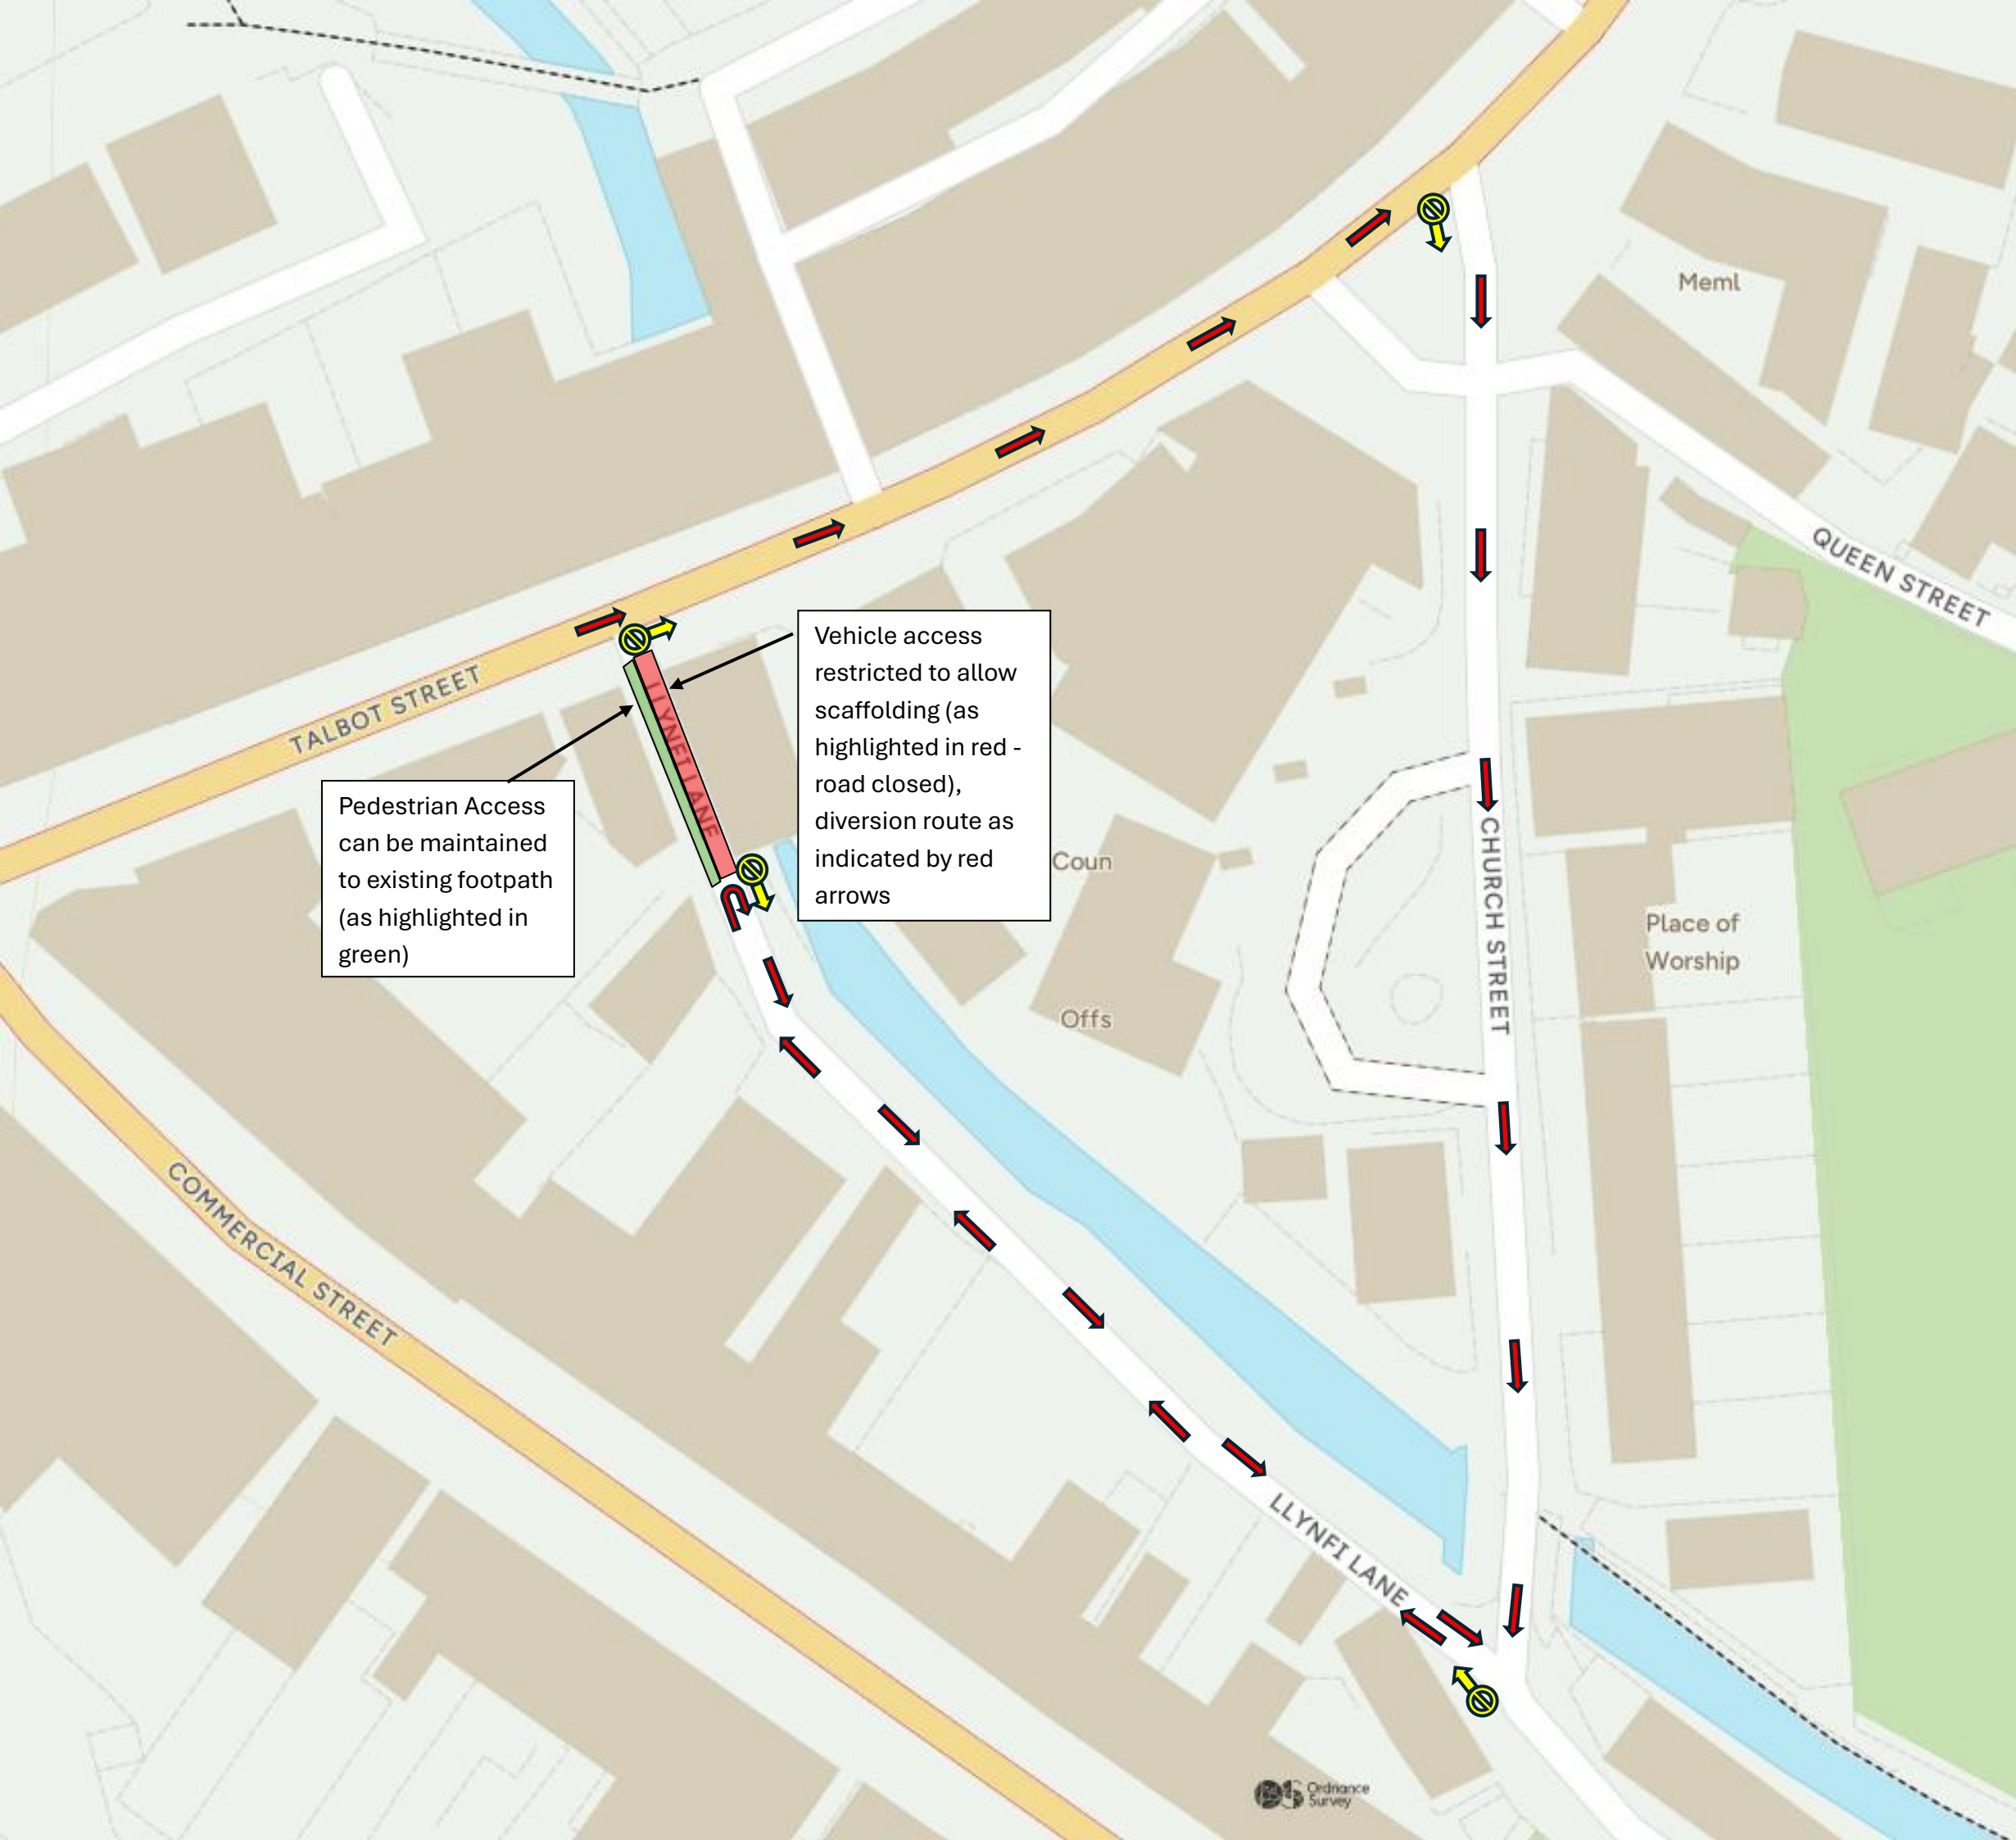 Meml
QUEEN STREET
TALBOT STREET
LLYNFI LANE
Vehicle access
restricted to allow
scaffolding (as
highlighted in red -
road closed),
diversion route as
indicated by red
arrows
Pedestrian Access
can be maintained
to existing footpath
(as highlighted in
green)
Coun
Offs
CHURCH STREET
Place of
Worship
COMMERCIAL STREET
LLYNFI LANE
Ordnance
Survey